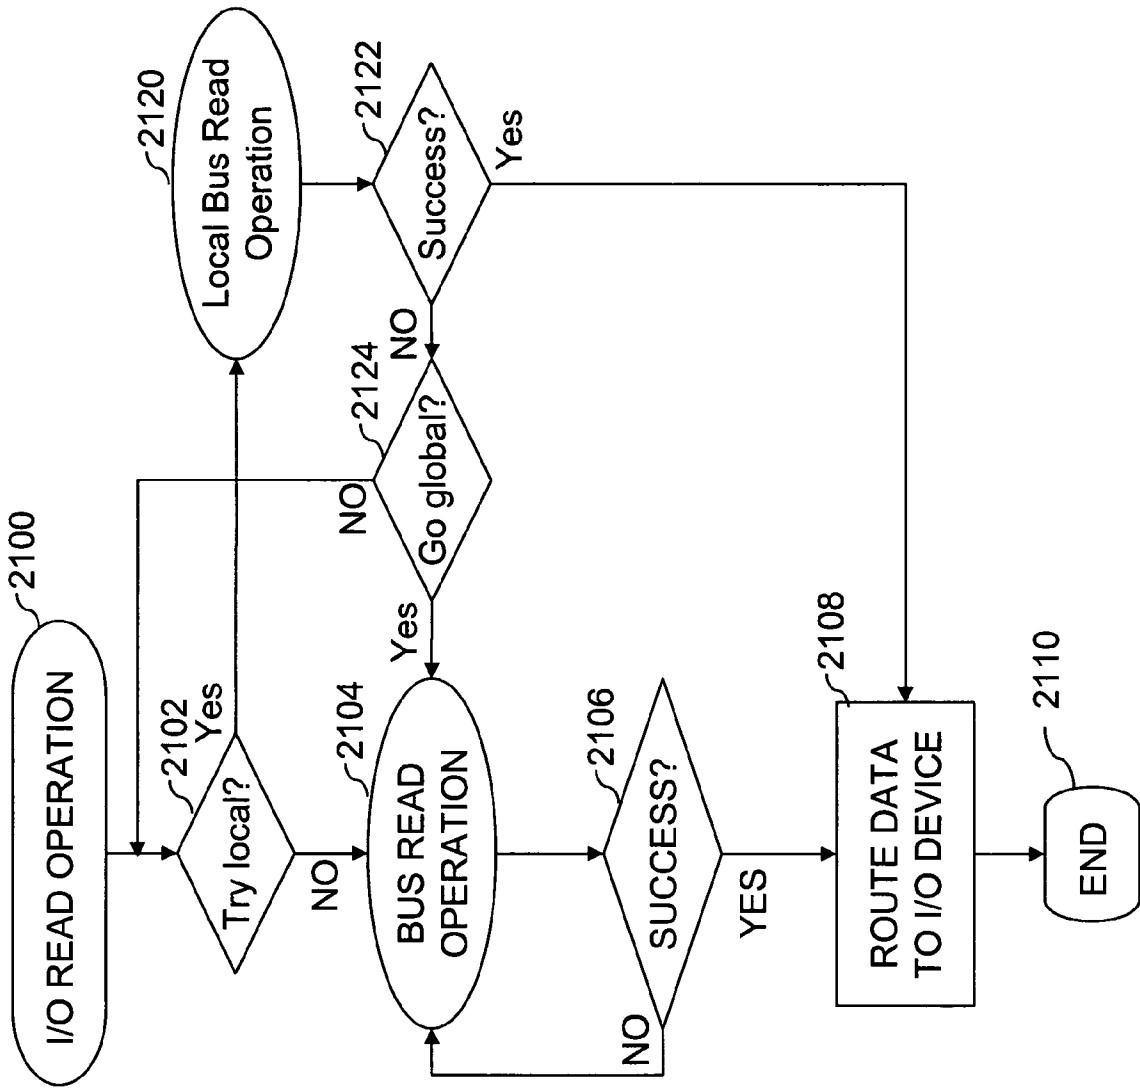 I/O READ OPERATION
2100
Try local?
2102
Yes
NO
Local Bus Read
Operation
2120
Success?
2122
Yes
NO
Go global?
2124
NO
Yes
BUS READ
OPERATION
2104
SUCCESS?
2106
NO
YES
ROUTE DATA
TO I/O DEVICE
2108
END
2110